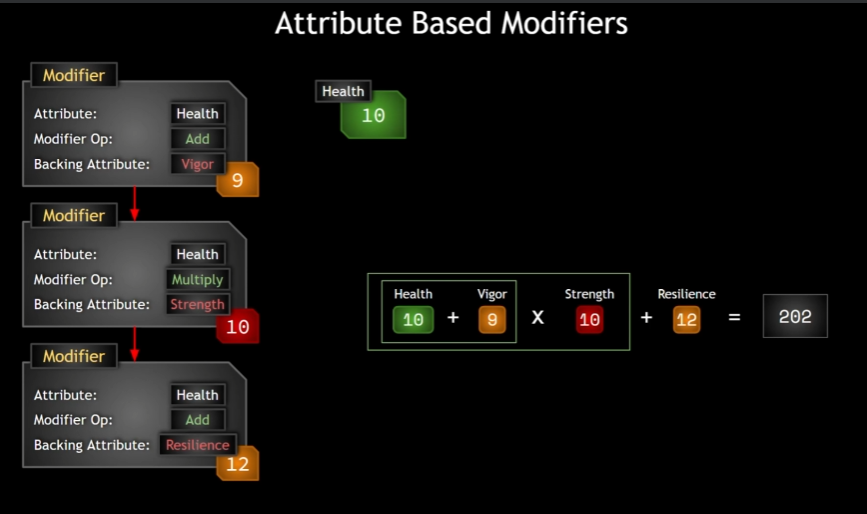 Attribute Based Modifiers
Modifier
Attribute: Health
Modifier Op: Add
Backing Attribute: Vigor
9
Modifier
Attribute: Health
Modifier Op: Multiply
Backing Attribute: Strength
10
Modifier
Attribute: Health
Modifier Op: Add
Backing Attribute: Resilience
12
Health
10
Health Vigor Strength Resilience
10 + 9 X 10 + 12 = 202